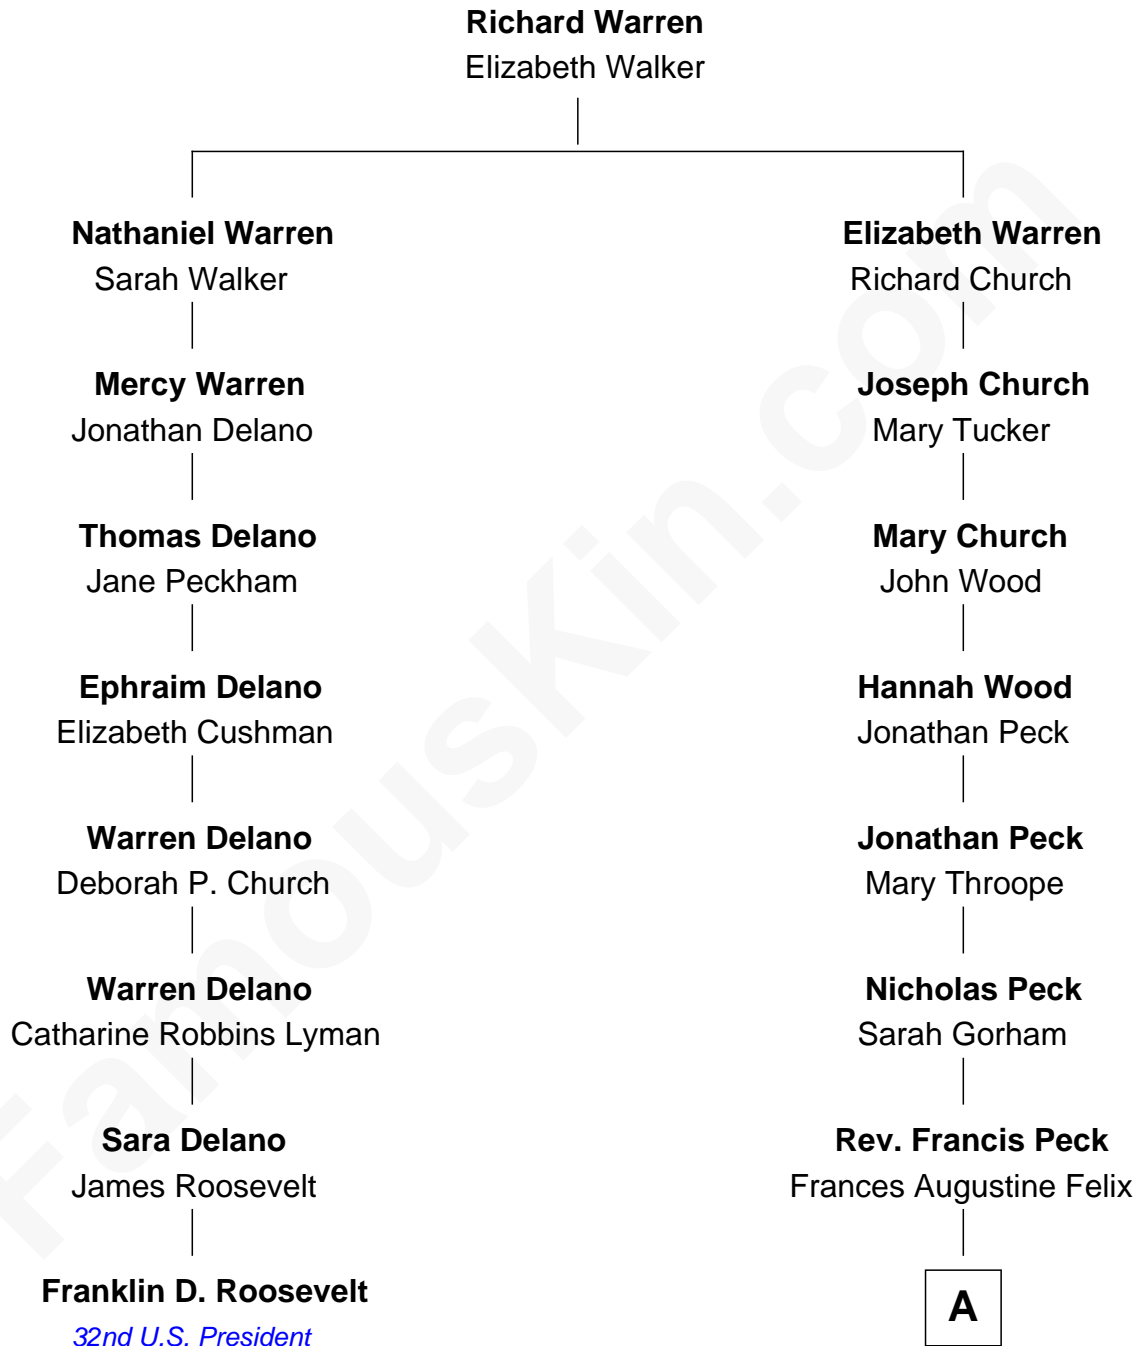 Richard Warren
Elizabeth Walker
Nathaniel Warren
Sarah Walker
Mercy Warren
Jonathan Delano
Thomas Delano
Jane Peckham
Ephraim Delano
Elizabeth Cushman
Warren Delano
Deborah P. Church
Warren Delano
Catharine Robbins Lyman
Sara Delano
James Roosevelt
Franklin D. Roosevelt
32nd U.S. President
Elizabeth Warren
Richard Church
Joseph Church
Mary Tucker
Mary Church
John Wood
Hannah Wood
Jonathan Peck
Jonathan Peck
Mary Throope
Nicholas Peck
Sarah Gorham
Rev. Francis Peck
Frances Augustine Felix
A
FamousKin.com